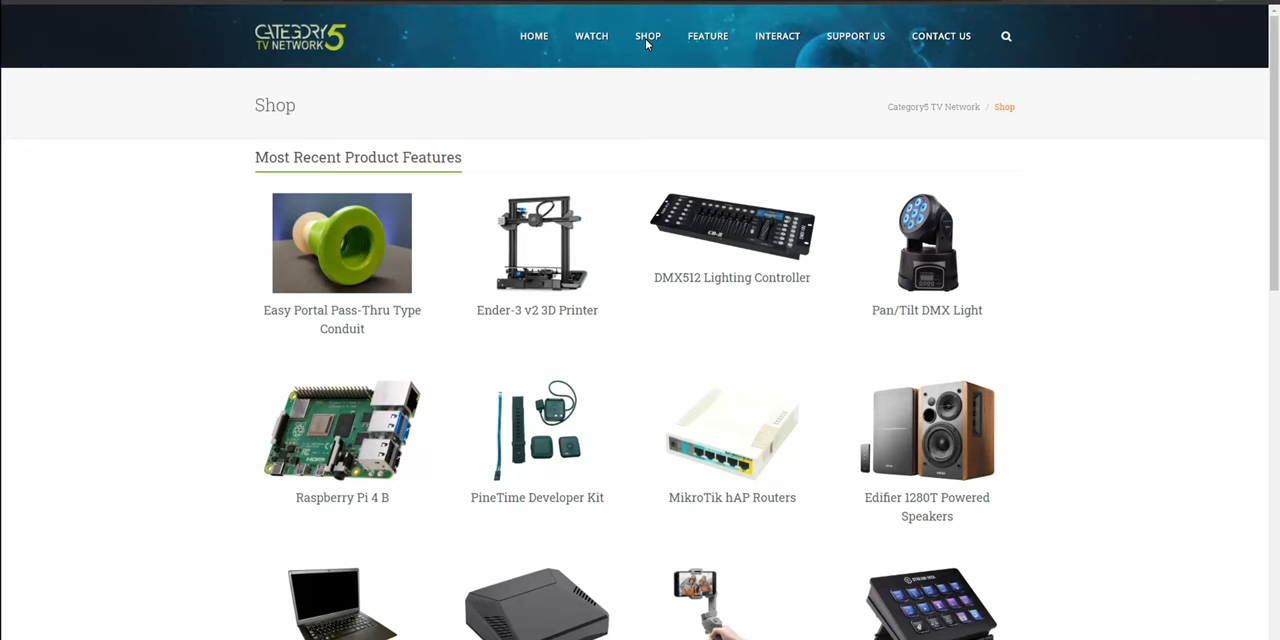 CATEGORY5
TV NETWORK
HOME
WATCH
SHOP
FEATURE
INTERACT
SUPPORT US
CONTACT US
Shop
Category5 TV Network / Shop
Most Recent Product Features
Easy Portal Pass-Thru Type
Conduit
Ender-3 v2 3D Printer
DMX512 Lighting Controller
Pan/Tilt DMX Light
Raspberry Pi 4 B
PineTime Developer Kit
MikroTik hAP Routers
Edifier 1280T Powered
Speakers
STREAM DECK